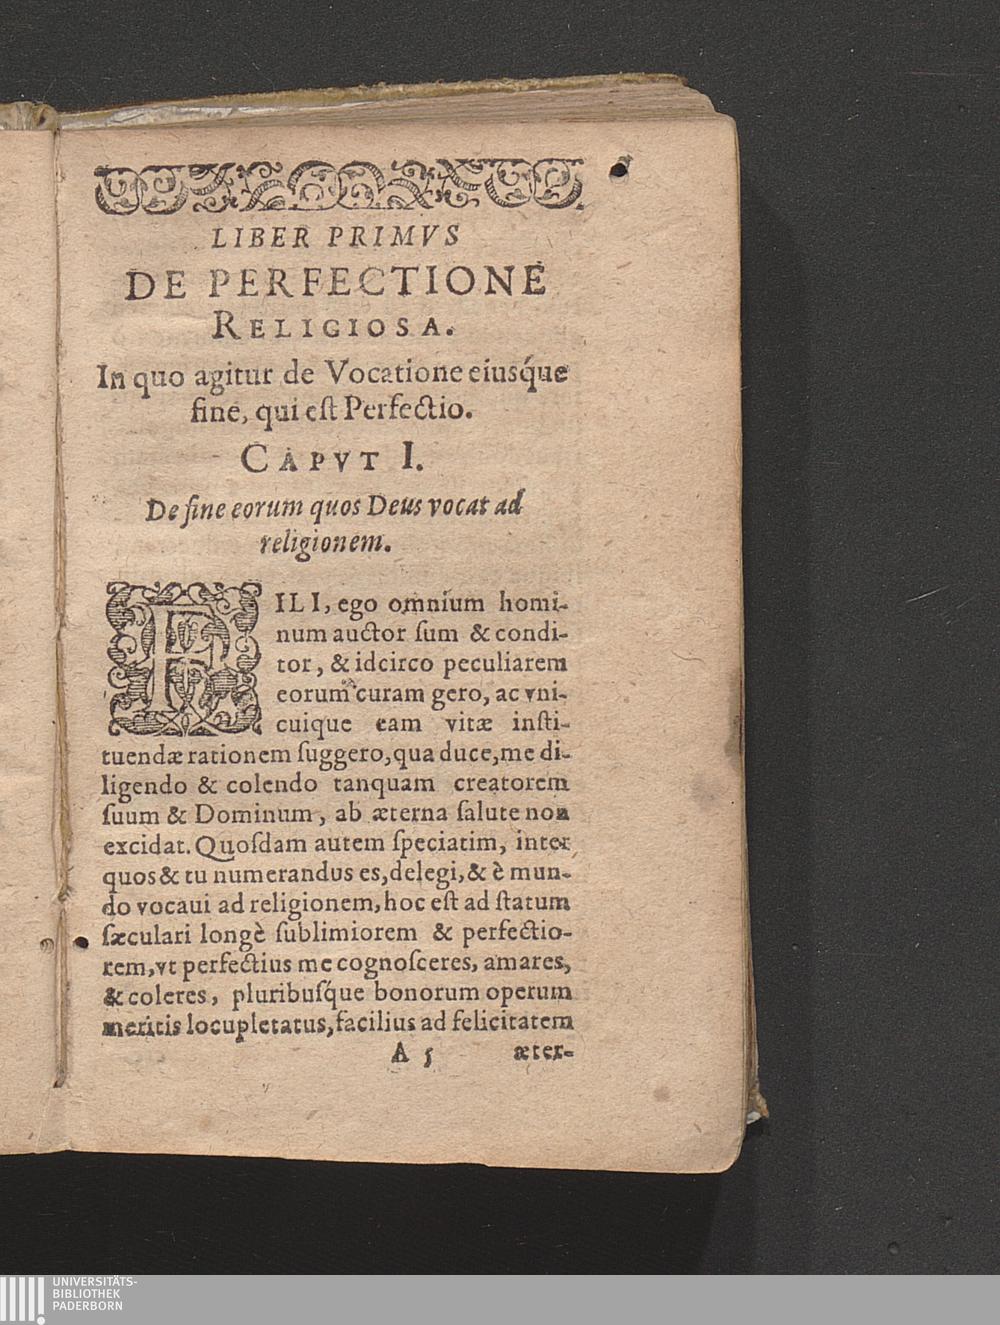 LIBER PRIMVS
DE PERFECTIONE
RELIGIOSA.
In quo agitur de Vocatione eiusq́ue
fine, qui eſt Perfectio.
CAPVT I.
De fine eorum quos Deus vocat ad
religionem.
FILI, ego omnium homi-
num auctor ſum & condi-
tor, & idcirco peculiarem
eorum curam gero, ac vni-
cuique eam vitæ inſti-
tuendæ rationem ſuggero, qua duce, me di-
ligendo & colendo tanquam creatorem
ſuum & Dominum, ab æterna ſalute non
excidat. Quoſdam autem ſpeciatim, inter
quos & tu numerandus es, delegi, & è mun-
do vocaui ad religionem, hoc eſt ad ſtatum
ſæculari longè ſublimiorem & perfectio-
rem, vt perfectius me cognoſceres, amares,
& coleres, pluribuſq́ue bonorum operum
meritis locupletatus, facilius ad felicitatem
A 5 æter-
UNIVERSITÄTS-
BIBLIOTHEK
PADERBORN